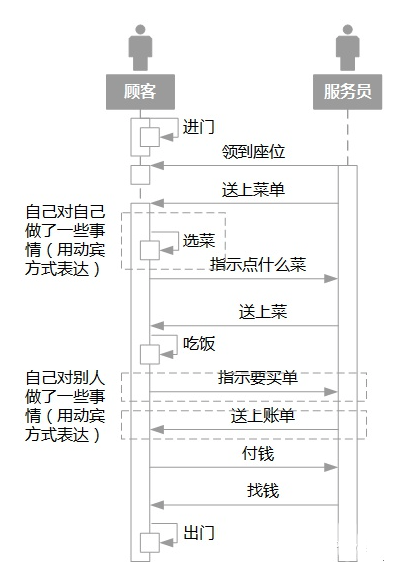 顾客
服务员
进门
领到座位
送上菜单
自己对自己
做了一些事
情（用动宾
方式表达）
选菜
指示点什么菜
送上菜
吃饭
自己对别人
做了一些事
情（用动宾
方式表达）
指示要买单
送上账单
付钱
找钱
出门